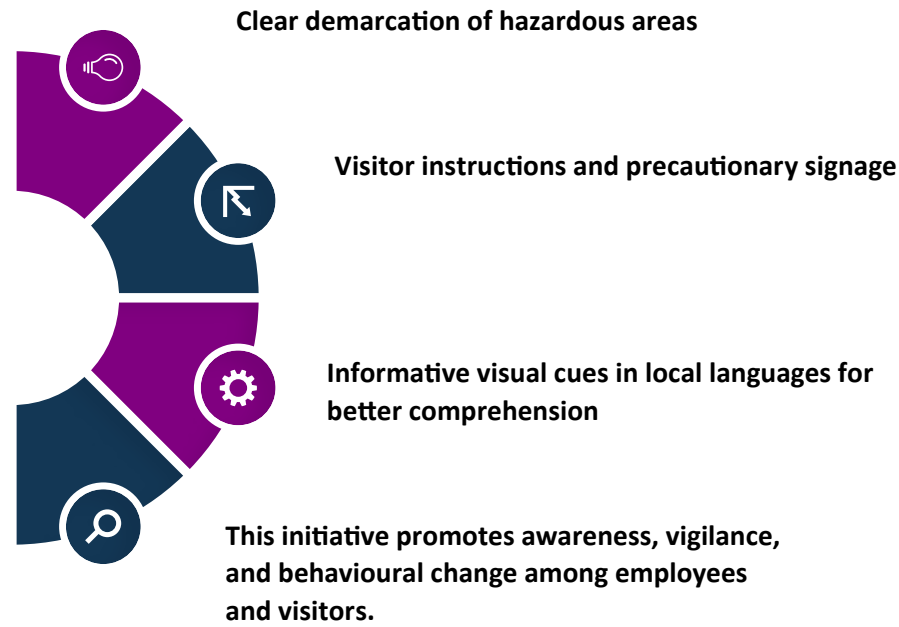 Clear demarcation of hazardous areas
Visitor instructions and precautionary signage
Informative visual cues in local languages for
better comprehension
This initiative promotes awareness, vigilance,
and behavioural change among employees
and visitors.